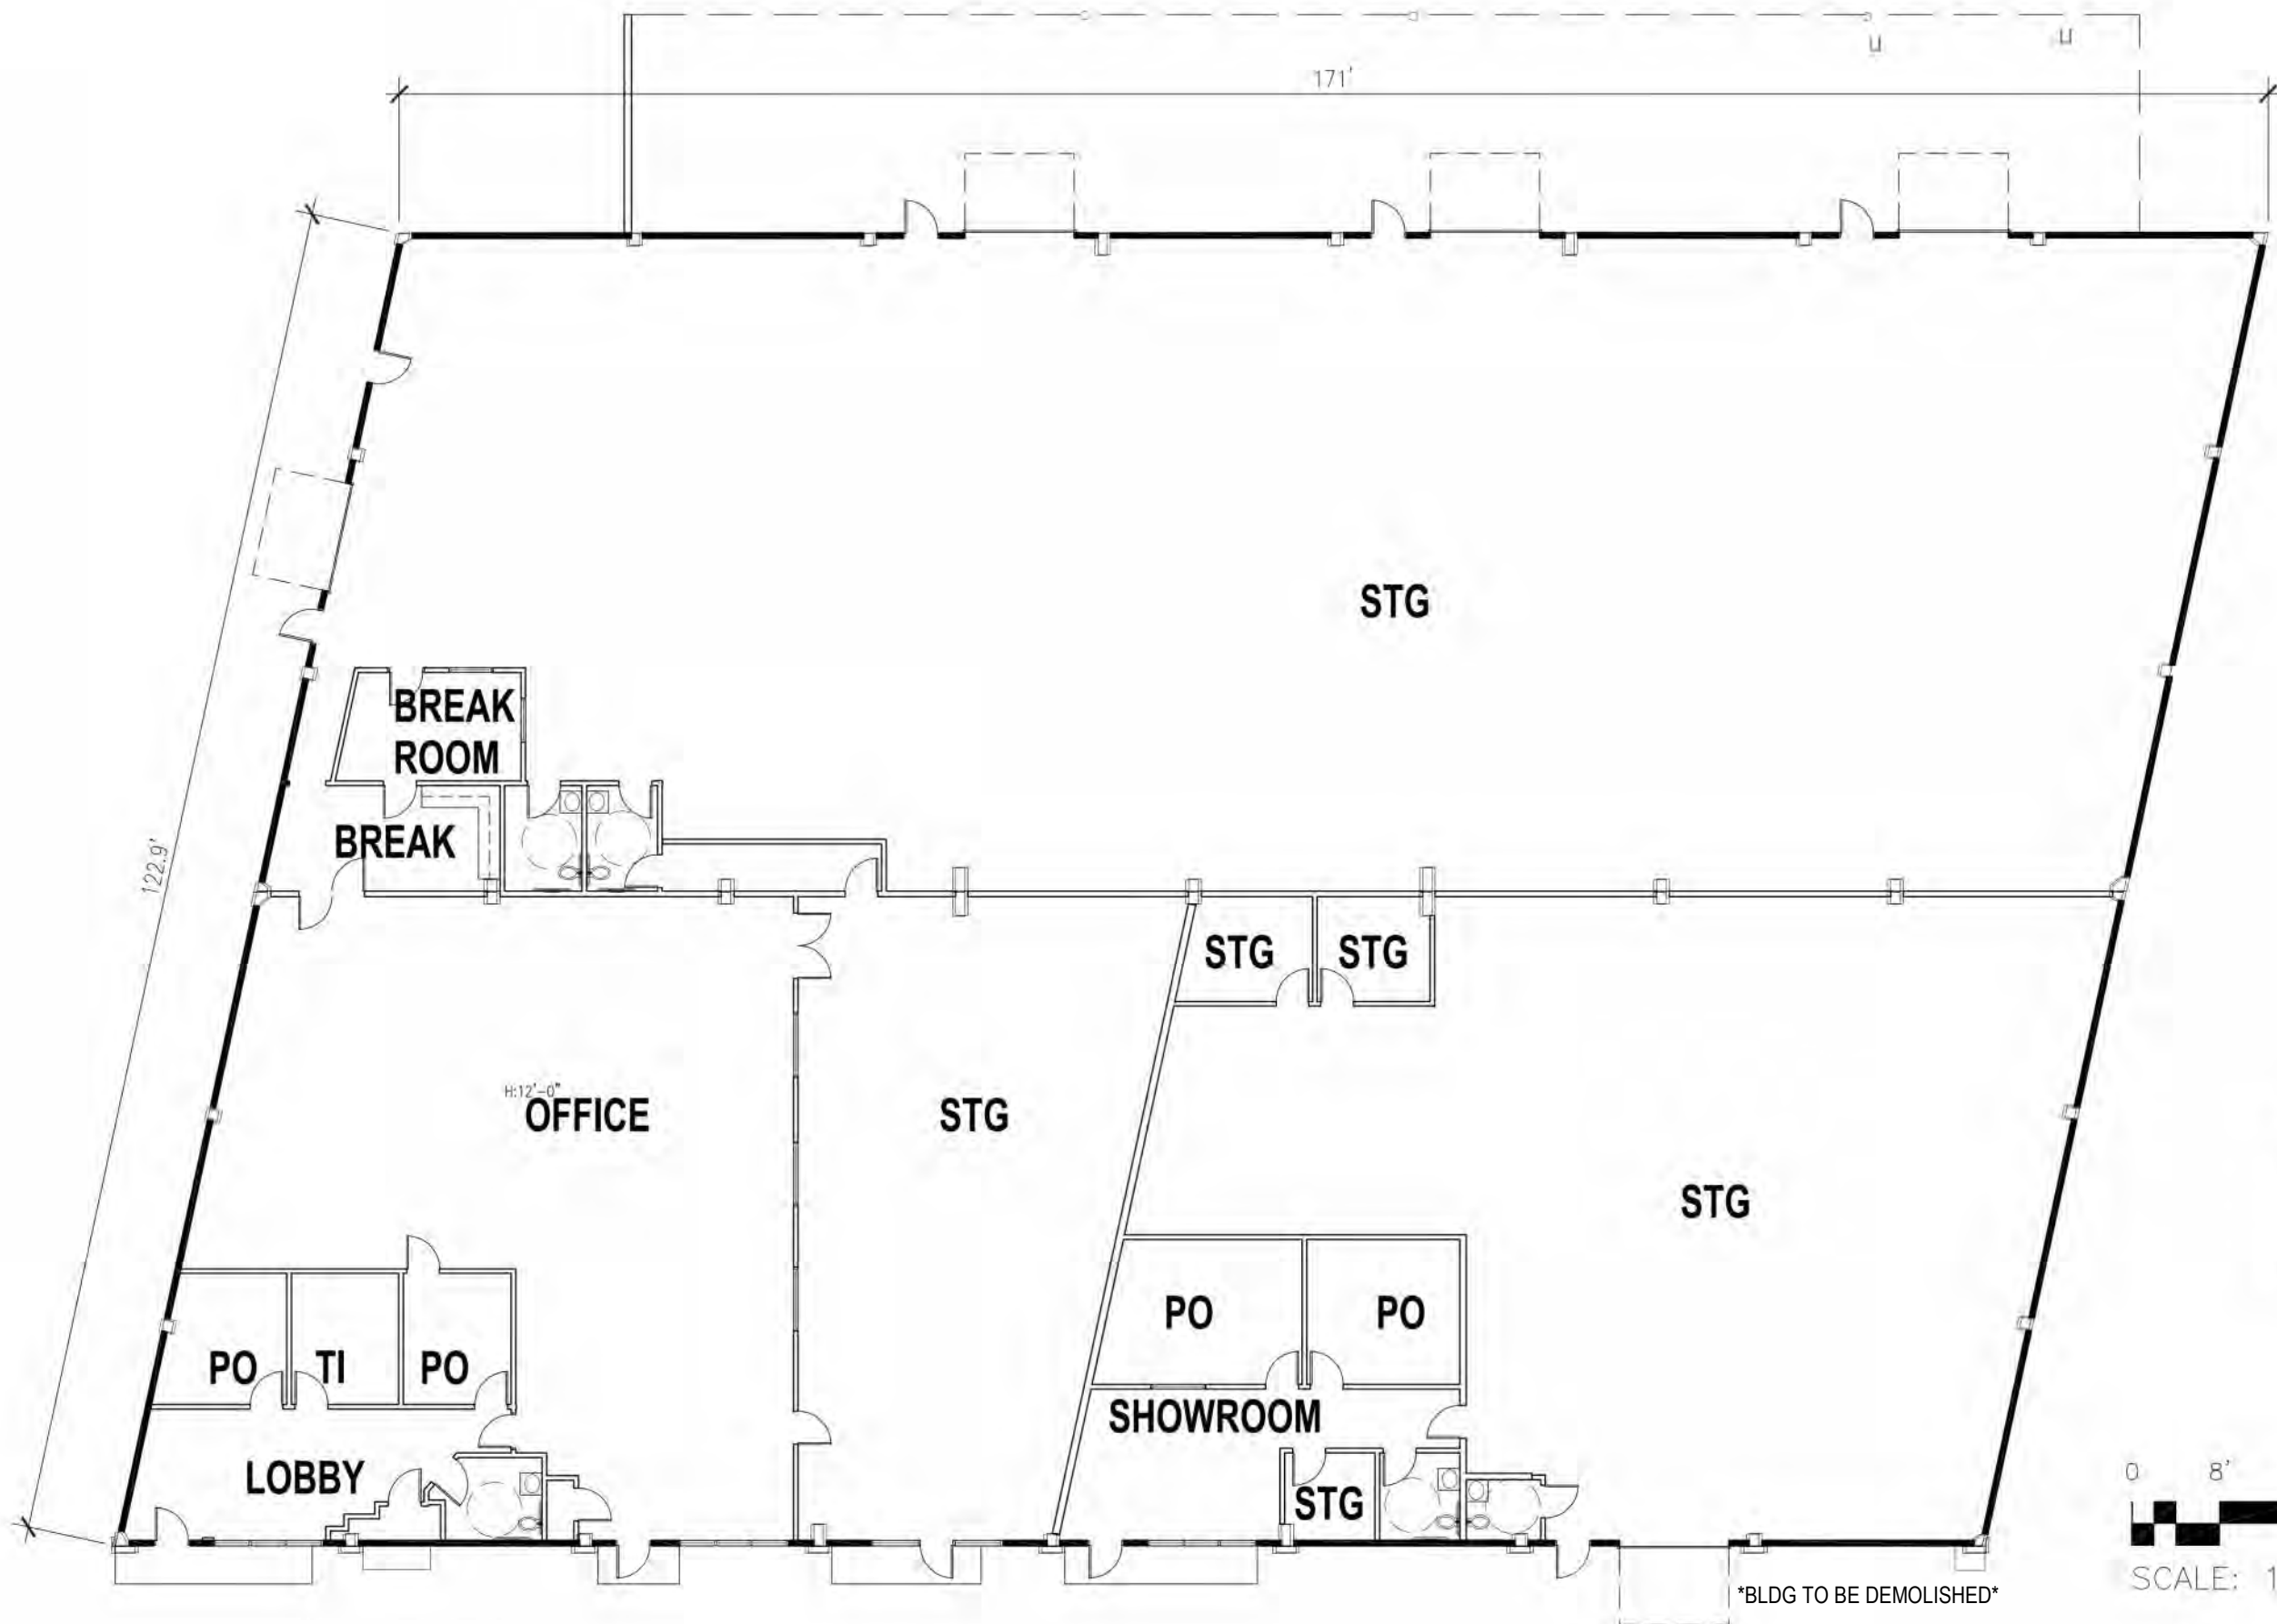 171'
STG
BREAK
ROOM
BREAK
122.9'
STG
STG
H:12'-0"
OFFICE
STG
STG
PO
PO
PO
TI
PO
SHOWROOM
LOBBY
STG
0 8'
SCALE: 1
*BLDG TO BE DEMOLISHED*